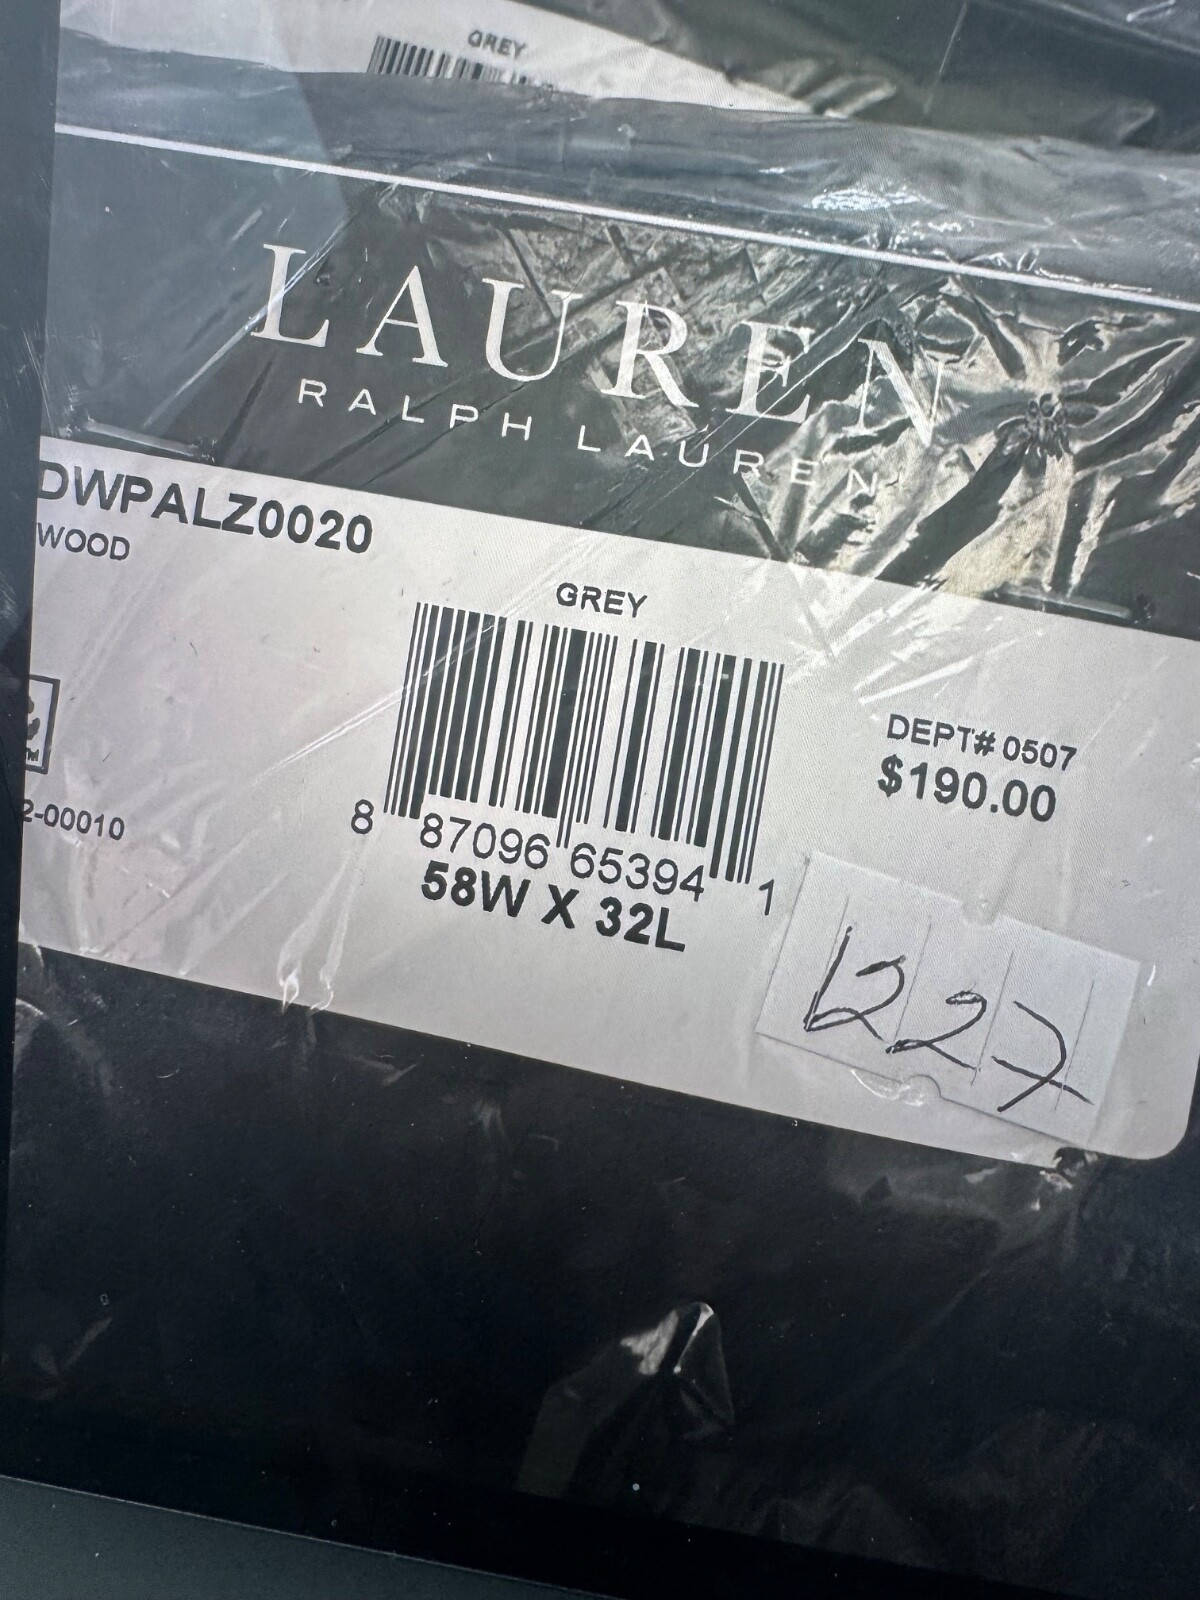 GREY
LAUREN
RALPH LAUREN
DWPALZ0020
WOOD
GREY
DEPT# 0507
$190.00
2-00010
8 87096 65394 1
58W X 32L
1227